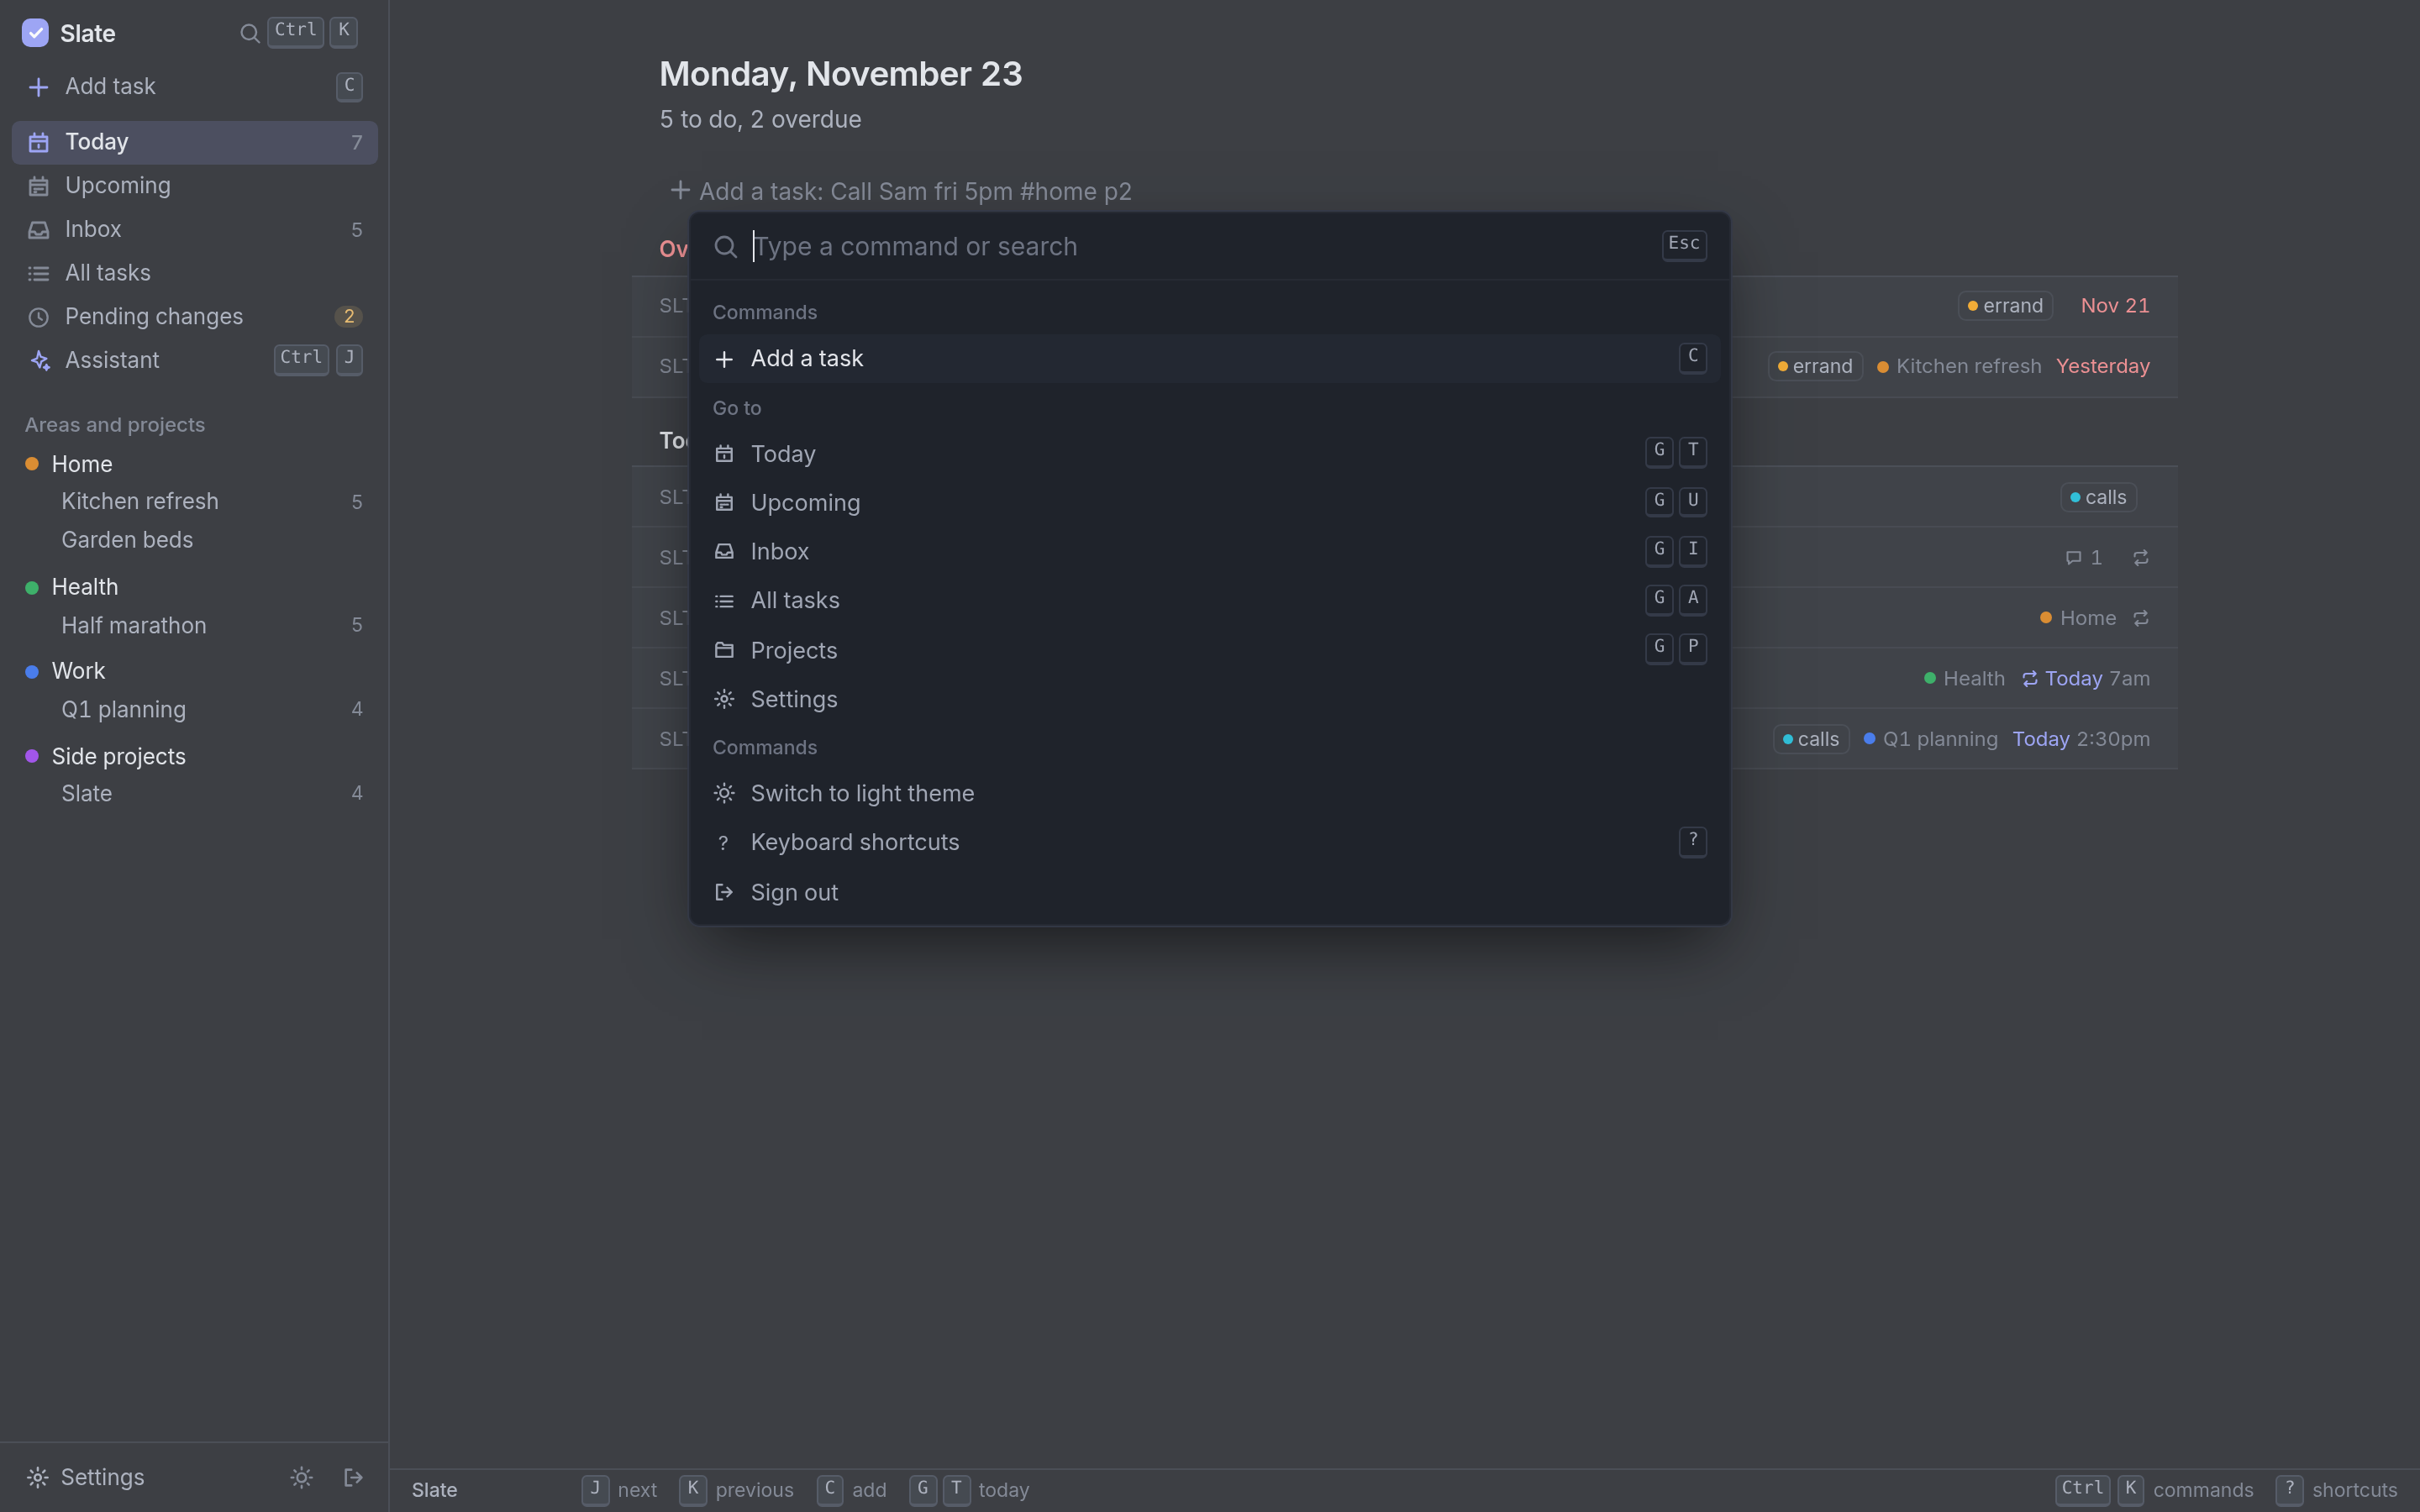 Slate Ctrl K
Add task C
Today 7
Upcoming
Inbox 5
All tasks
Pending changes 2
Assistant Ctrl J
Areas and projects
Home
Kitchen refresh 5
Garden beds
Health
Half marathon 5
Work
Q1 planning 4
Side projects
Slate 4
Settings
Monday, November 23
5 to do, 2 overdue
Add a task: Call Sam fri 5pm #home p2
Type a command or search Esc
Commands
Add a task C
Go to
Today G T
Upcoming G U
Inbox G I
All tasks G A
Projects G P
Settings
Commands
Switch to light theme
? Keyboard shortcuts ?
Sign out
errand Nov 21
errand Kitchen refresh Yesterday
calls
1
Home
Health Today 7am
calls Q1 planning Today 2:30pm
Slate J next K previous C add G T today Ctrl K commands ? shortcuts